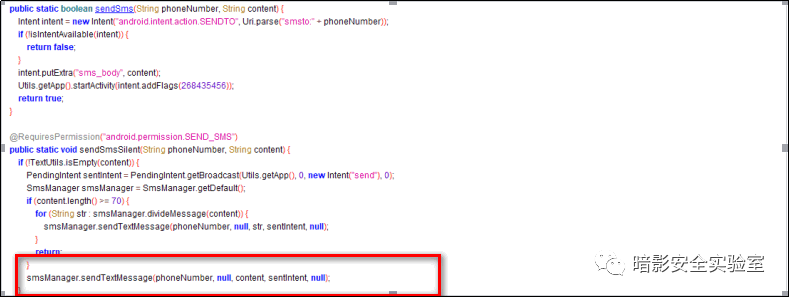 public static boolean sendSms(String phoneNumber, String content) {
Intent intent = new Intent("android.intent.action.SENDTO", Uri.parse("smsto:" + phoneNumber));
if (!isIntentAvailable(intent)) {
return false;
}
intent.putExtra("sms_body", content);
Utils.getApp().startActivity(intent.addFlags(268435456));
return true;
}
@RequiresPermission("android.permission.SEND_SMS")
public static void sendSmsSilent(String phoneNumber, String content) {
if (!TextUtils.isEmpty(content)) {
PendingIntent sentIntent = PendingIntent.getBroadcast(Utils.getApp(), 0, new Intent("send"), 0);
SmsManager smsManager = SmsManager.getDefault();
if (content.length() >= 70) {
for (String str : smsManager.divideMessage(content)) {
smsManager.sendTextMessage(phoneNumber, null, str, sentIntent, null);
}
return;
}
smsManager.sendTextMessage(phoneNumber, null, content, sentIntent, null);
}
暗影安全实验室